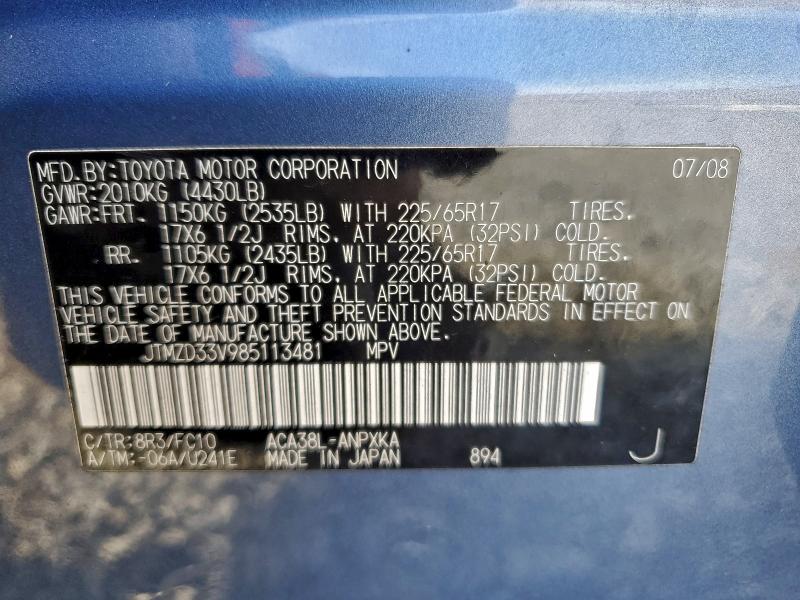 MFD.BY:TOYOTA MOTOR CORPORATION 07/08
GVWR:2010KG (4430LB)
GAWR:FRT. 1150KG (2535LB) WITH 225/65R17 TIRES.
17X6 1/2J RIMS. AT 220KPA (32PSI) COLD.
RR. 1105KG (2435LB) WITH 225/65R17 TIRES.
17X6 1/2J RIMS. AT 220KPA (32PSI) COLD.
THIS VEHICLE CONFORMS TO ALL APPLICABLE FEDERAL MOTOR
VEHICLE SAFETY AND THEFT PREVENTION STANDARDS IN EFFECT ON
THE DATE OF MANUFACTURE SHOWN ABOVE.
JTMZD33V985113481 MPV
C/TR:8R3/FC10 ACA38L-ANPXKA
A/TM:-06A/U241E MADE IN JAPAN 894 J